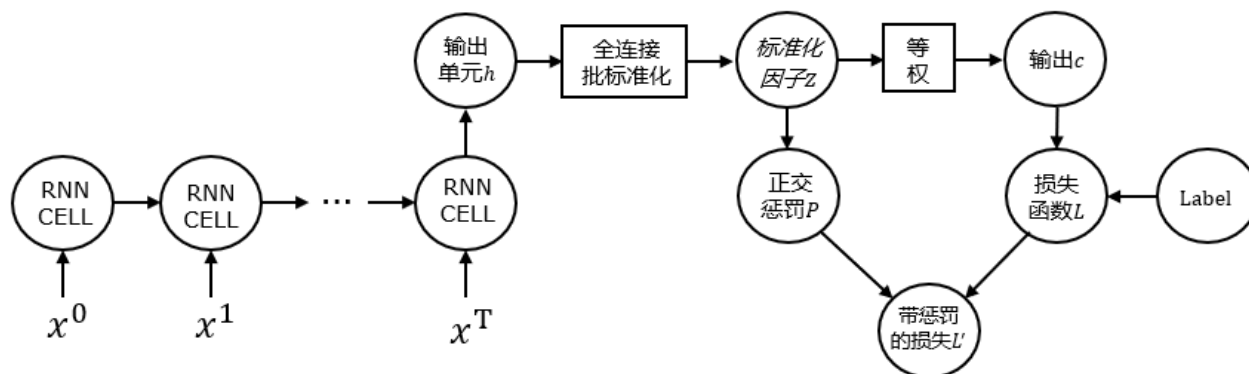 输出
单元h
全连接
批标准化
标准化
因子z
等
权
输出c
RNN
CELL
RNN
CELL
...
RNN
CELL
正交
惩罚P
损失
函数L
Label
x⁰
x¹
xᵀ
带惩罚
的损失L'